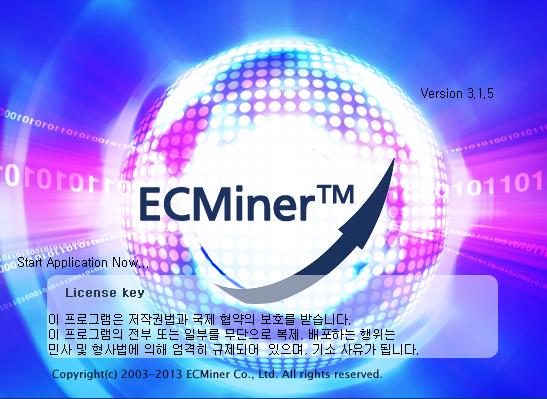 Version 3.1.5
ECMiner™
Start Application Now...
License key
이 프로그램은 저작권법과 국제 협약의 보호를 받습니다.
이 프로그램의 전부 또는 일부를 무단으로 복제, 배포하는 행위는
민사 및 형사법에 의해 엄격히 규제되어 있으며, 기소 사유가 됩니다.
Copyright(c) 2003-2013 ECMiner Co., Ltd. All rights reserved.